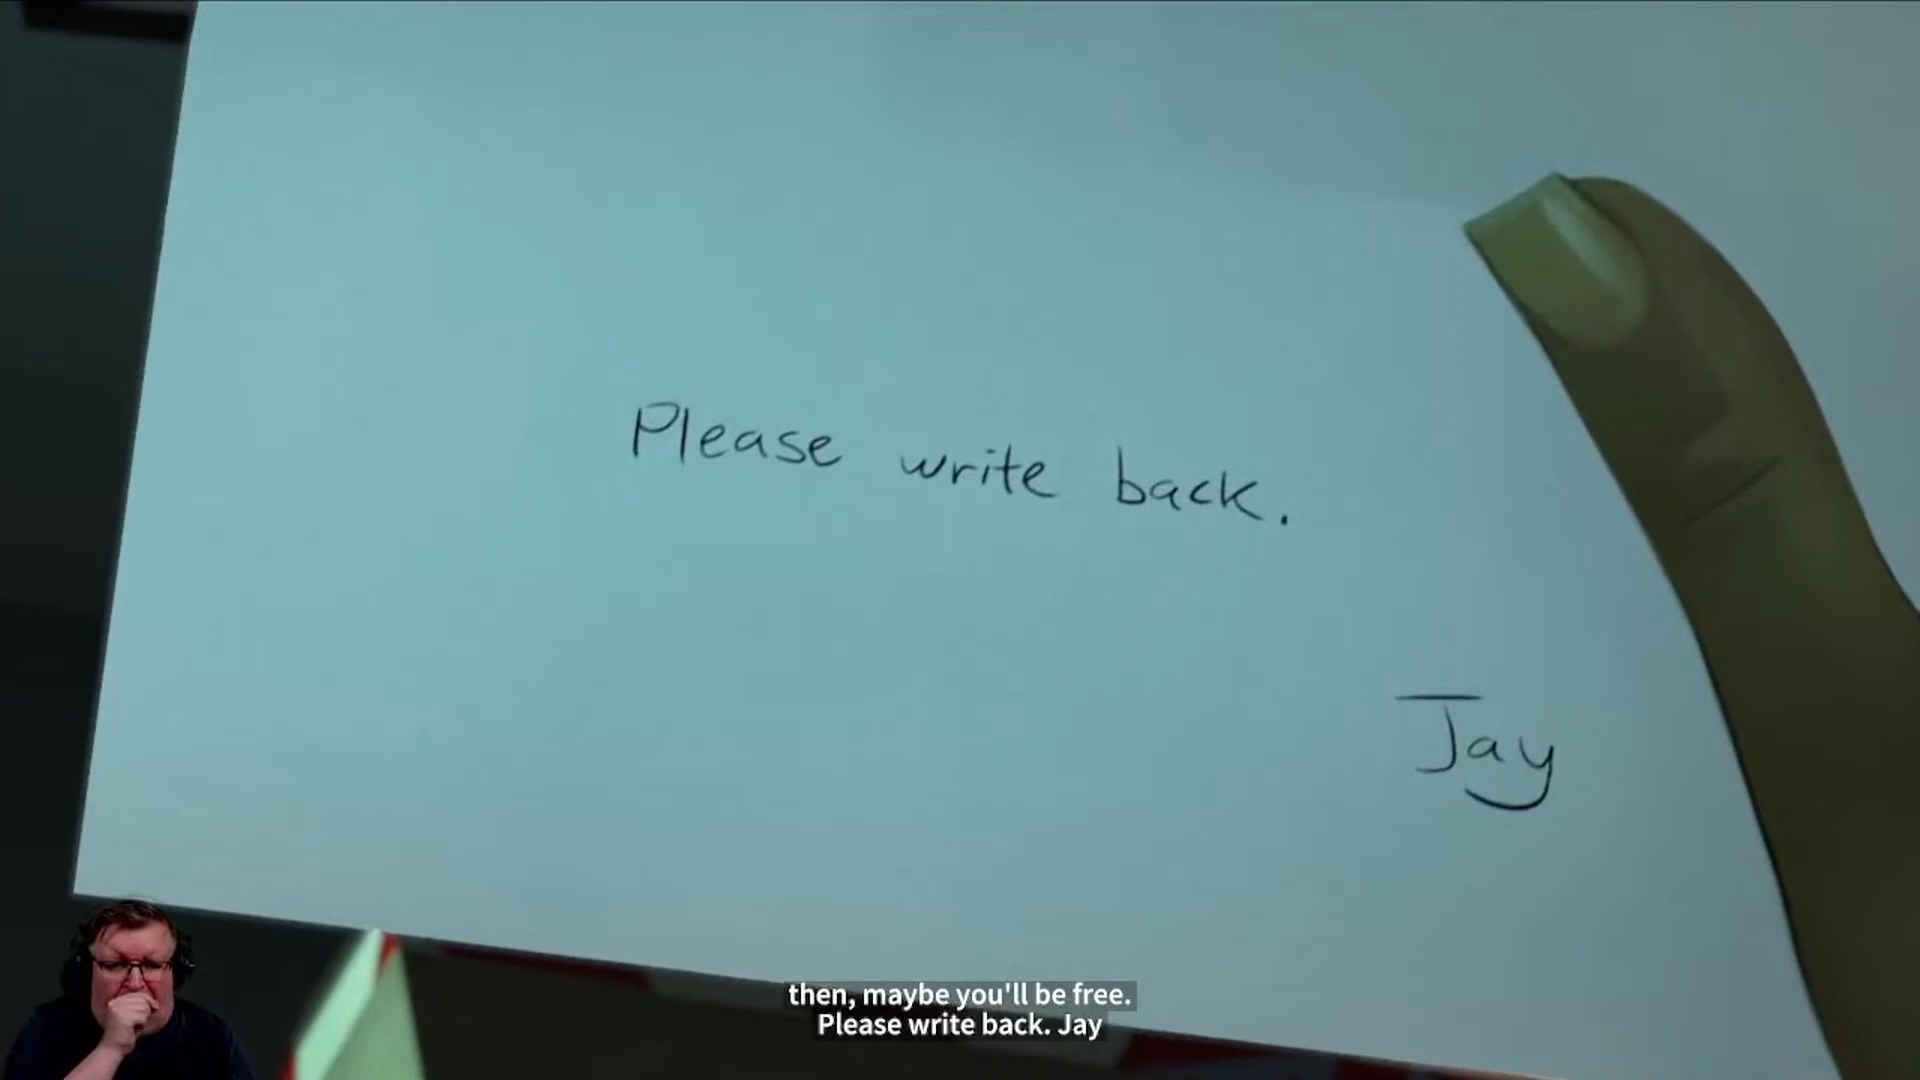 Please write back.
Jay
then, maybe you'll be free.
Please write back. Jay